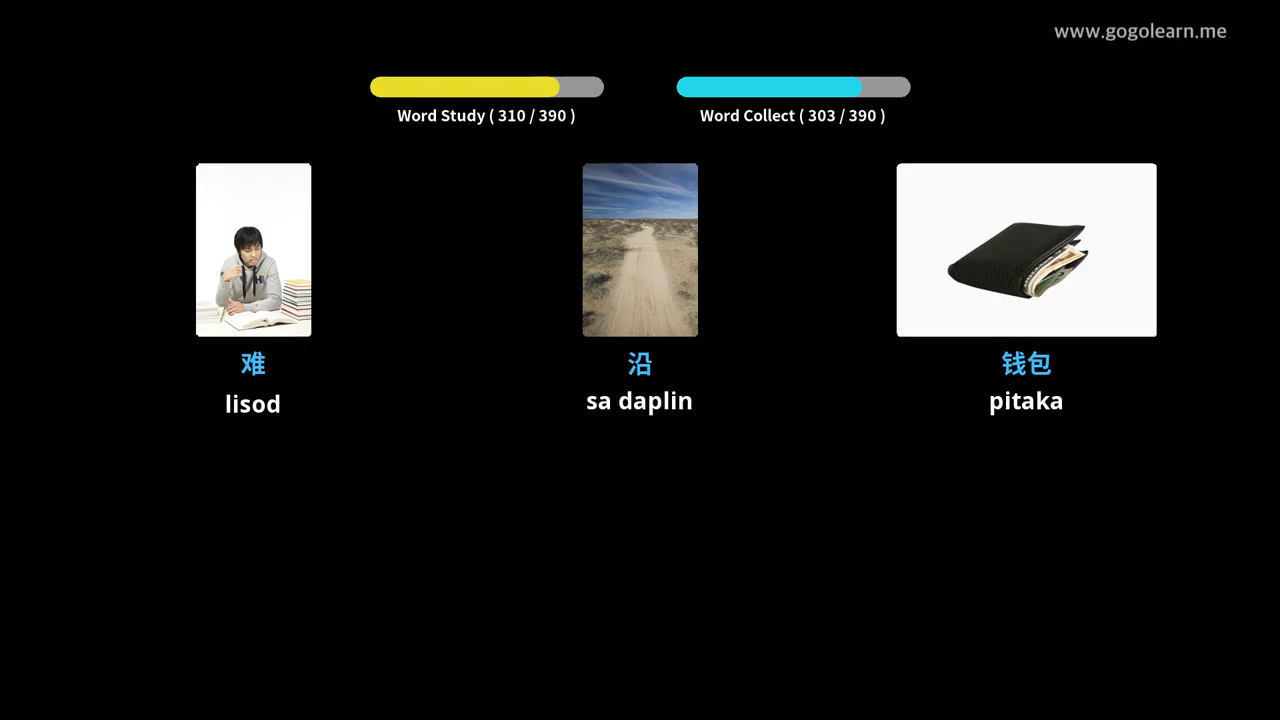 www.gogolearn.me
Word Study ( 310 / 390 )
Word Collect ( 303 / 390 )
难
lisod
沿
sa daplin
钱包
pitaka